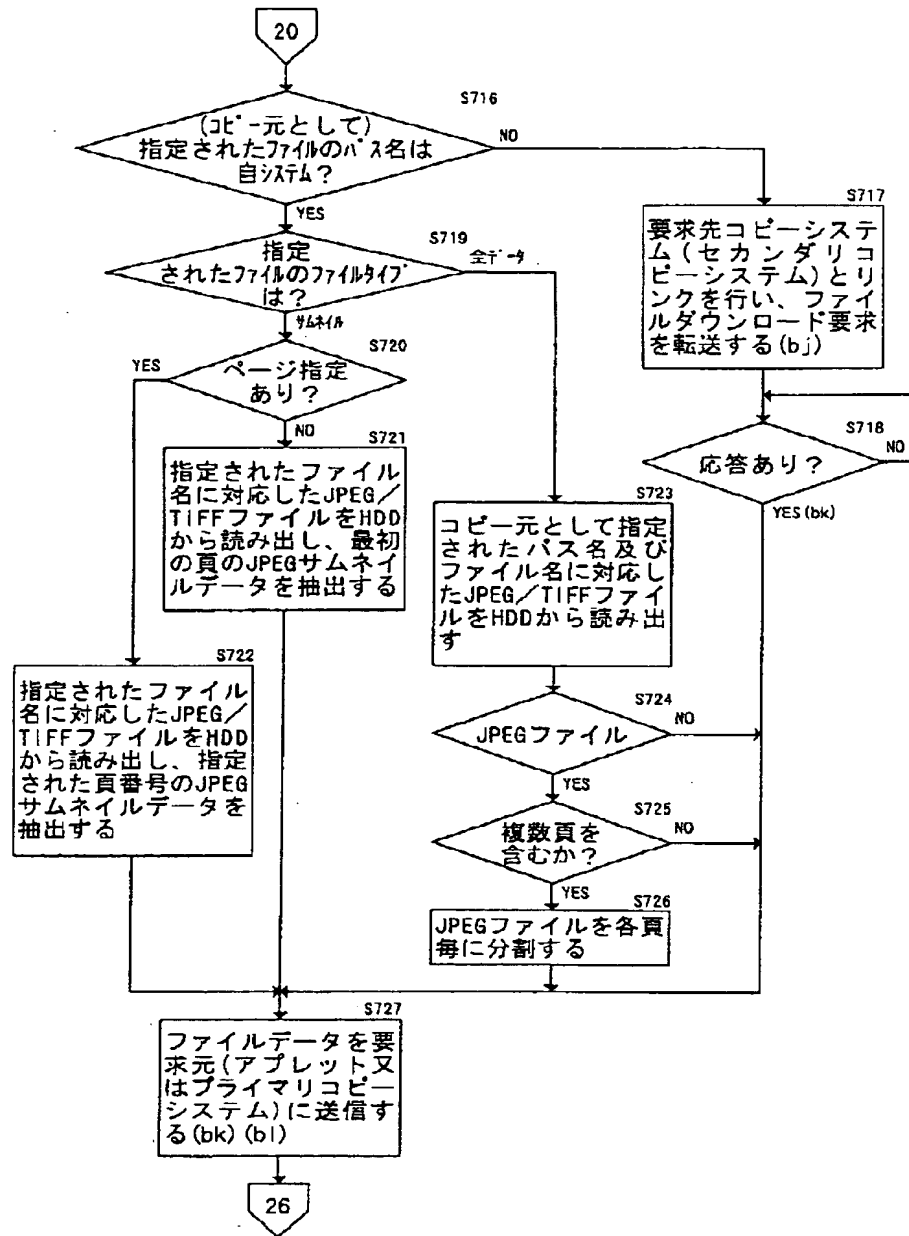 20
S716
(コピー元として)
指定されたファイルのパス名は
自システム?
NO
YES
S717
要求先コピーシステ
ム(セカンダリコ
ピーシステム)とリ
ンクを行い、ファイ
ルダウンロード要求
を転送する(bj)
S719
指定
されたファイルのファイルタイプ
は?
全データ
サムネイル
S720
ページ指定
あり?
YES
NO
S718
応答あり?
NO
YES(bk)
S721
指定されたファイル
名に対応したJPEG/
TIFFファイルをHDD
から読み出し、最初
の頁のJPEGサムネイ
ルデータを抽出する
S723
コピー元として指定
されたパス名及び
ファイル名に対応し
たJPEG/TIFFファイ
ルをHDDから読み出
す
S722
指定されたファイル
名に対応したJPEG/
TIFFファイルをHDD
から読み出し、指定
された頁番号のJPEG
サムネイルデータを
抽出する
S724
JPEGファイル
NO
YES
S725
複数頁を
含むか?
NO
YES
S726
JPEGファイルを各頁
毎に分割する
S727
ファイルデータを要
求元(アプレット又
はプライマリコピー
システム)に送信す
る(bk)(bl)
26